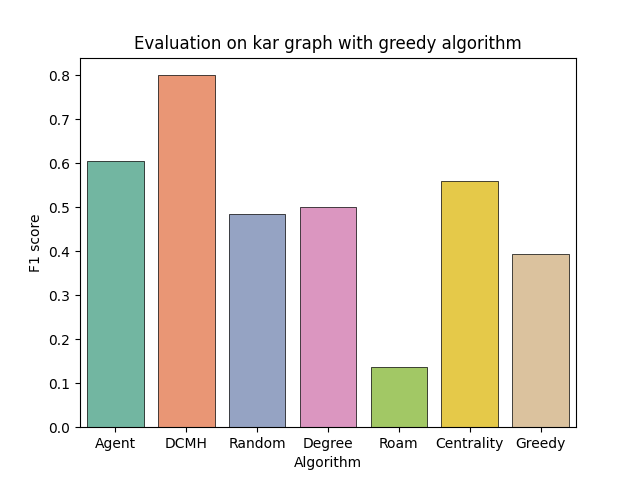 Evaluation on kar graph with greedy algorithm
F1 score
0.8
0.7
0.6
0.5
0.4
0.3
0.2
0.1
0.0
Agent DCMH Random Degree Roam Centrality Greedy
Algorithm